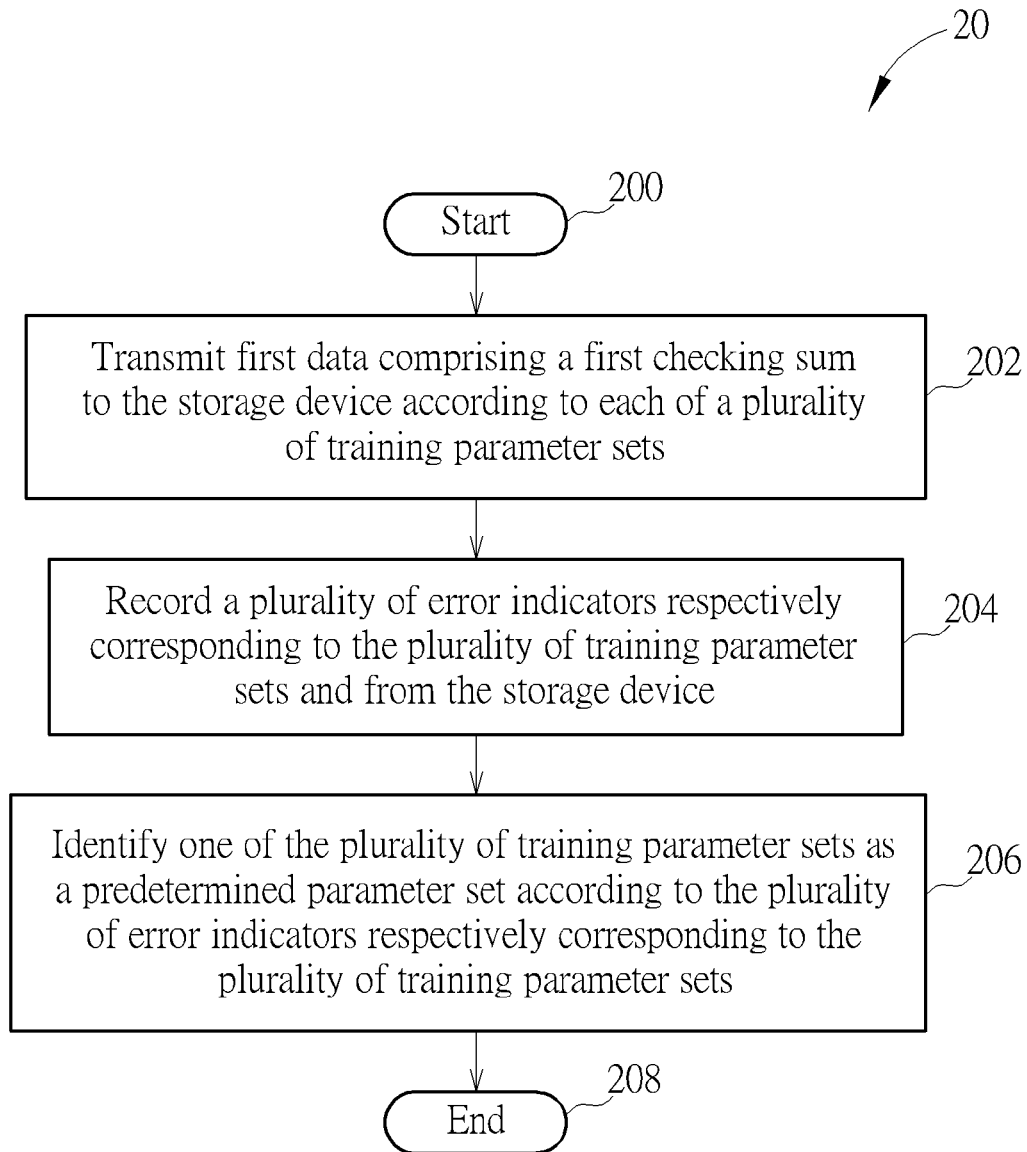 20
200
Start
Transmit first data comprising a first checking sum
to the storage device according to each of a plurality
of training parameter sets
202
Record a plurality of error indicators respectively
corresponding to the plurality of training parameter
sets and from the storage device
204
Identify one of the plurality of training parameter sets as
a predetermined parameter set according to the plurality
of error indicators respectively corresponding to the
plurality of training parameter sets
206
208
End